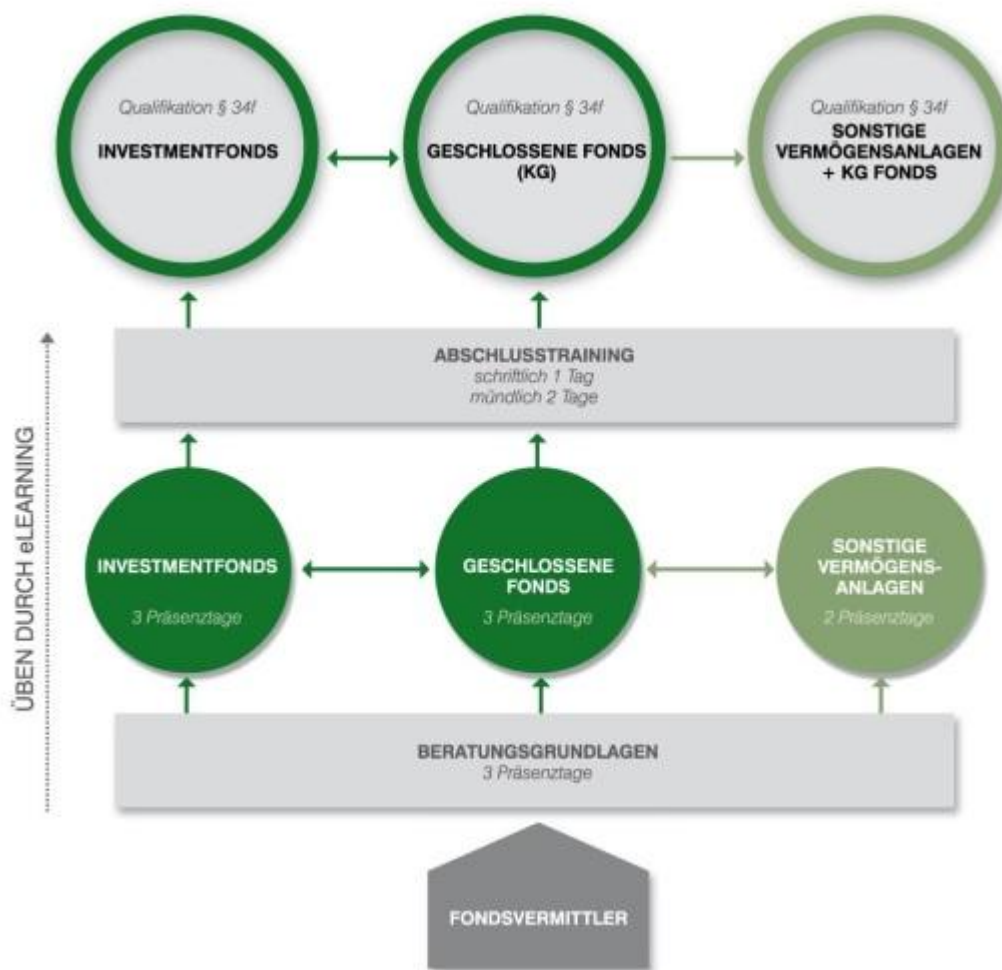 Qualifikation § 34f
INVESTMENTFONDS
Qualifikation § 34f
GESCHLOSSENE FONDS
(KG)
Qualifikation § 34f
SONSTIGE
VERMÖGENSANLAGEN
+ KG FONDS
ABSCHLUSSTRAINING
schriftlich 1 Tag
mündlich 2 Tage
ÜBEN DURCH eLEARNING
INVESTMENTFONDS
3 Präsenztage
GESCHLOSSENE
FONDS
3 Präsenztage
SONSTIGE
VERMÖGENS-
ANLAGEN
2 Präsenztage
BERATUNGSGRUNDLAGEN
3 Präsenztage
FONDSVERMITTLER